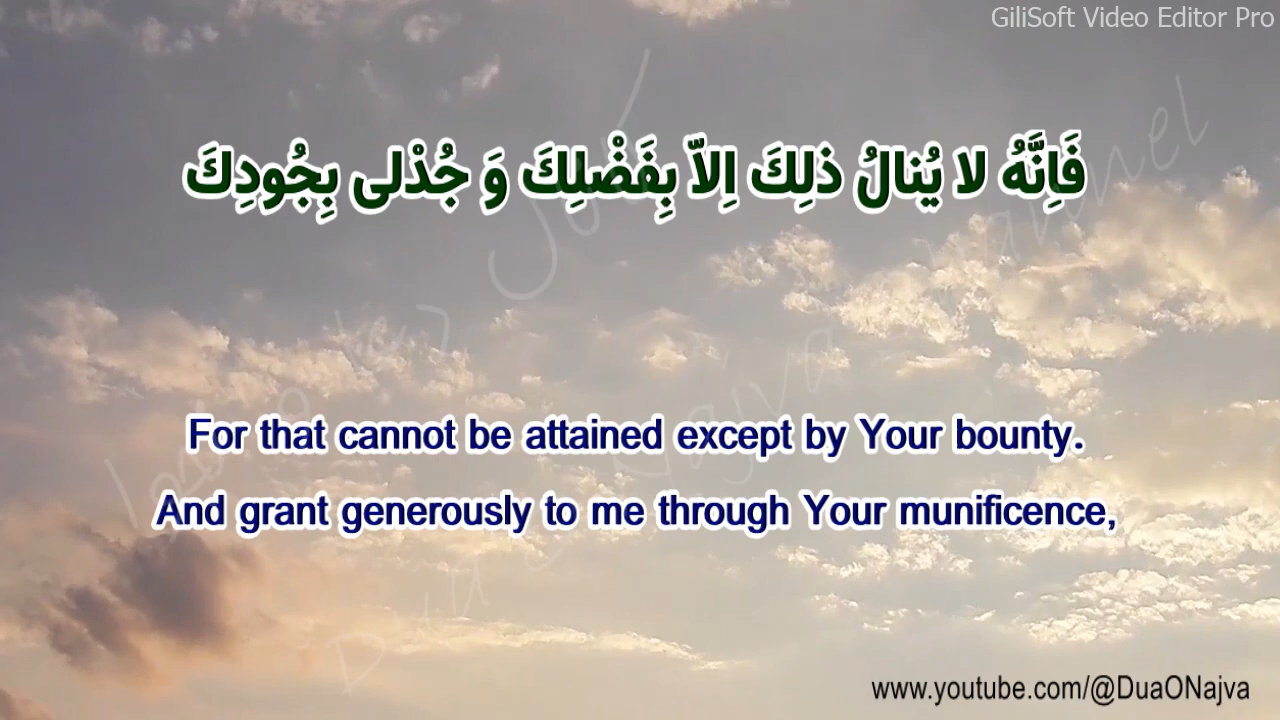 GiliSoft Video Editor Pro
فَاِنَّهُ لا يُنالُ ذلِكَ اِلاّ بِفَضْلِكَ وَ جُدْلى بِجُودِكَ
For that cannot be attained except by Your bounty.
And grant generously to me through Your munificence,
www.youtube.com/@DuaONajva